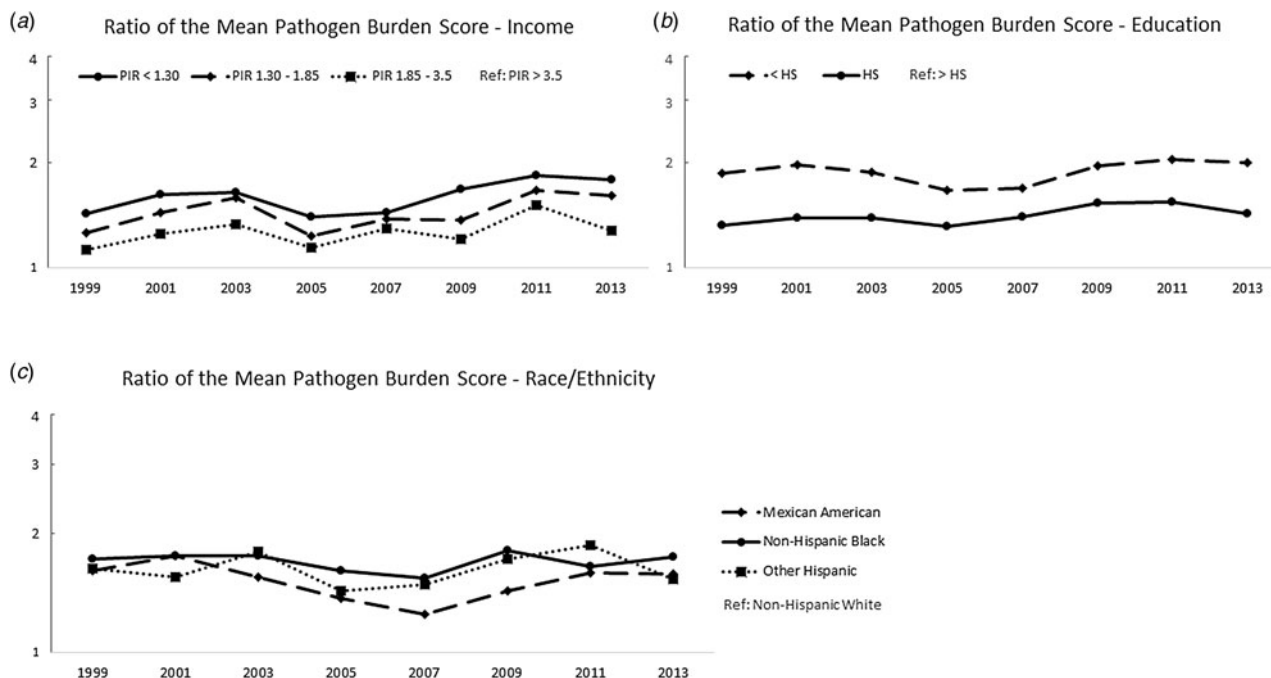 (a)
Ratio of the Mean Pathogen Burden Score - Income
4
PIR < 1.30 PIR 1.30 - 1.85 PIR 1.85 - 3.5 Ref: PIR > 3.5
3
2
1
1999 2001 2003 2005 2007 2009 2011 2013
(b)
Ratio of the Mean Pathogen Burden Score - Education
4
< HS HS Ref: > HS
3
2
1
1999 2001 2003 2005 2007 2009 2011 2013
(c)
Ratio of the Mean Pathogen Burden Score - Race/Ethnicity
4
3
2
1
1999 2001 2003 2005 2007 2009 2011 2013
Mexican American
Non-Hispanic Black
Other Hispanic
Ref: Non-Hispanic White